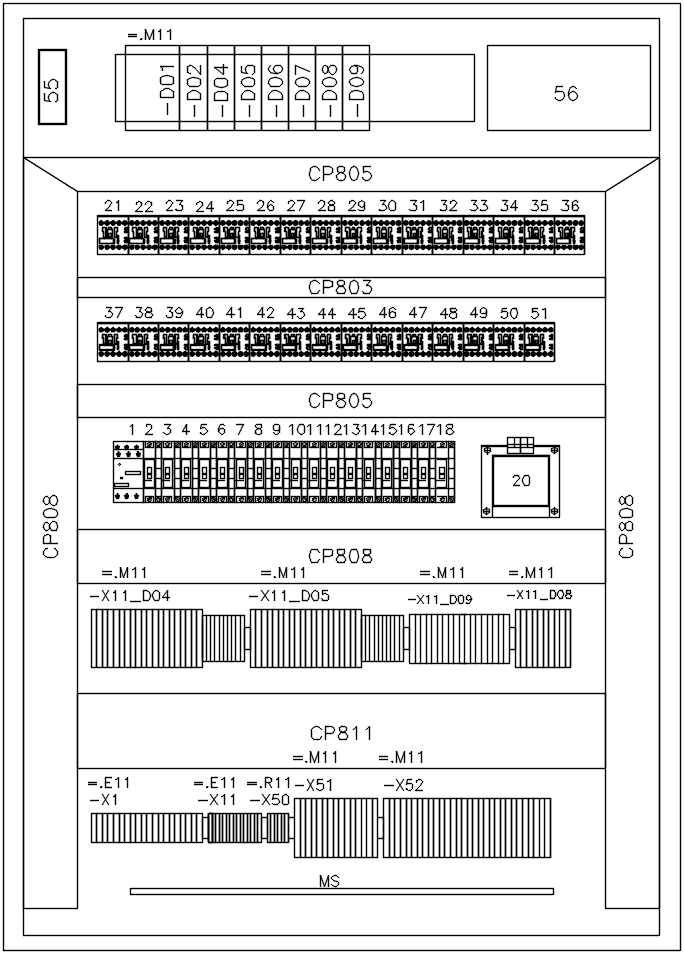 =.M11
55
-D01 -D02 -D04 -D05 -D06 -D07 -D08 -D09
56
CP805
21 22 23 24 25 26 27 28 29 30 31 32 33 34 35 36
CP803
37 38 39 40 41 42 43 44 45 46 47 48 49 50 51
CP805
1 2 3 4 5 6 7 8 9 10 11 12 13 14 15 16 17 18
20
CP808
CP808
CP808
=.M11 =.M11 =.M11 =.M11
-X11_D04 -X11_D05 -X11_D09 -X11_D08
CP811
=.M11 =.M11
=.E11 =.E11 =.R11 -X51 -X52
-X1 -X11 -X50
MS